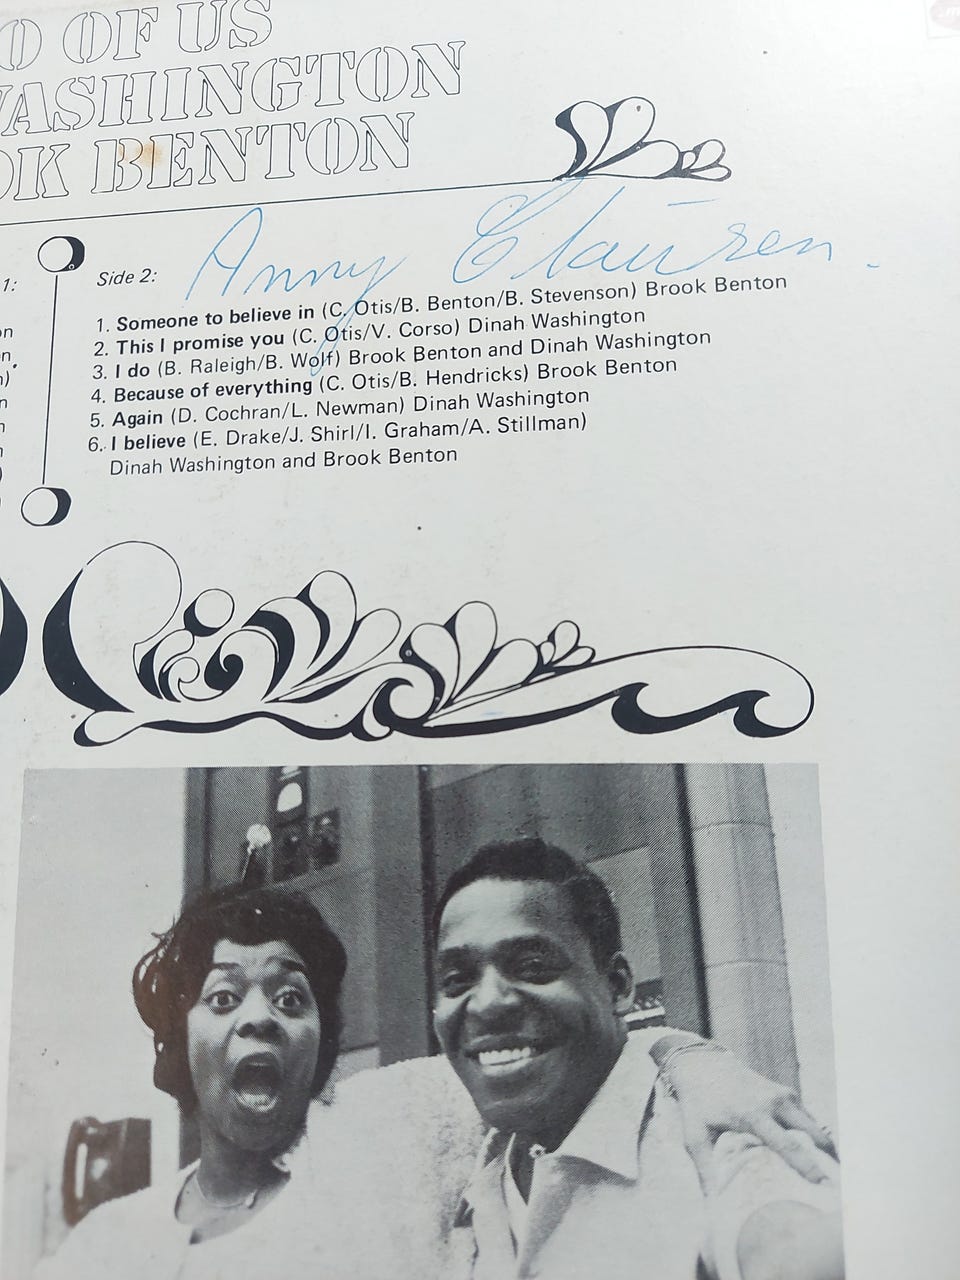 O OF US
WASHINGTON
OK BENTON
Anny Claüsen.
1:
Side 2:
1. Someone to believe in (C. Otis/B. Benton/B. Stevenson) Brook Benton
2. This I promise you (C. Otis/V. Corso) Dinah Washington
3. I do (B. Raleigh/B. Wolf) Brook Benton and Dinah Washington
4. Because of everything (C. Otis/B. Hendricks) Brook Benton
5. Again (D. Cochran/L. Newman) Dinah Washington
6. I believe (E. Drake/J. Shirl/I. Graham/A. Stillman)
Dinah Washington and Brook Benton